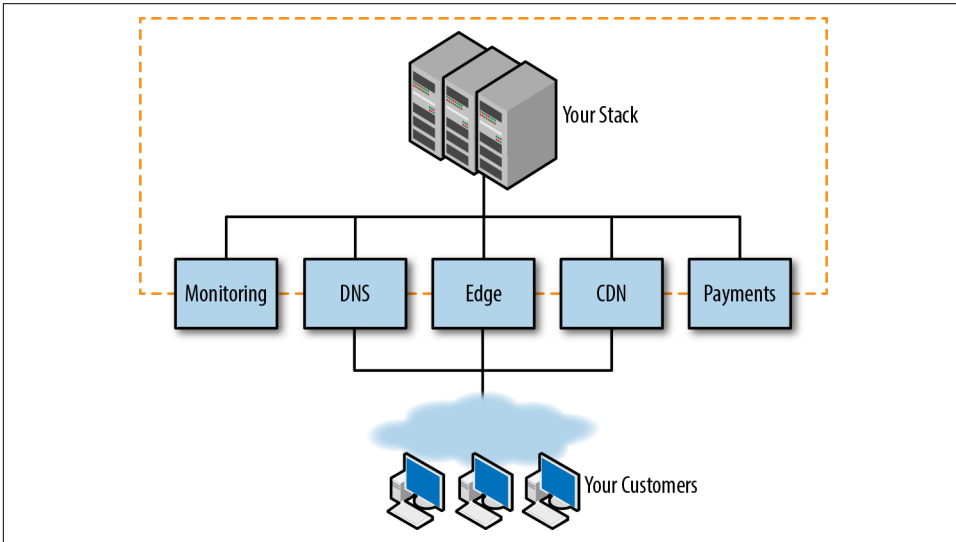 Your Stack
Monitoring
DNS
Edge
CDN
Payments
Your Customers